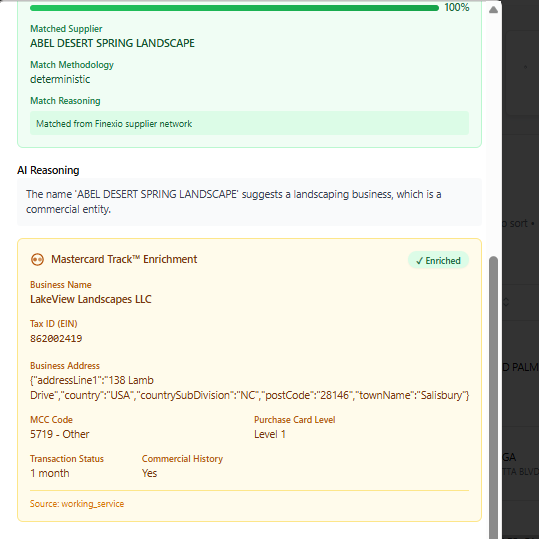 100%
Matched Supplier
ABEL DESERT SPRING LANDSCAPE
Match Methodology
deterministic
Match Reasoning
Matched from Finexio supplier network
AI Reasoning
The name 'ABEL DESERT SPRING LANDSCAPE' suggests a landscaping business, which is a
commercial entity.
Mastercard Track™ Enrichment
✓ Enriched
Business Name
LakeView Landscapes LLC
Tax ID (EIN)
862002419
Business Address
{"addressLine1":"138 Lamb
Drive","country":"USA","countrySubDivision":"NC","postCode":"28146","townName":"Salisbury"}
MCC Code
Purchase Card Level
5719 - Other
Level 1
Transaction Status
Commercial History
1 month
Yes
Source: working_service
o sort •
D PALM
GA
TTA BLVD